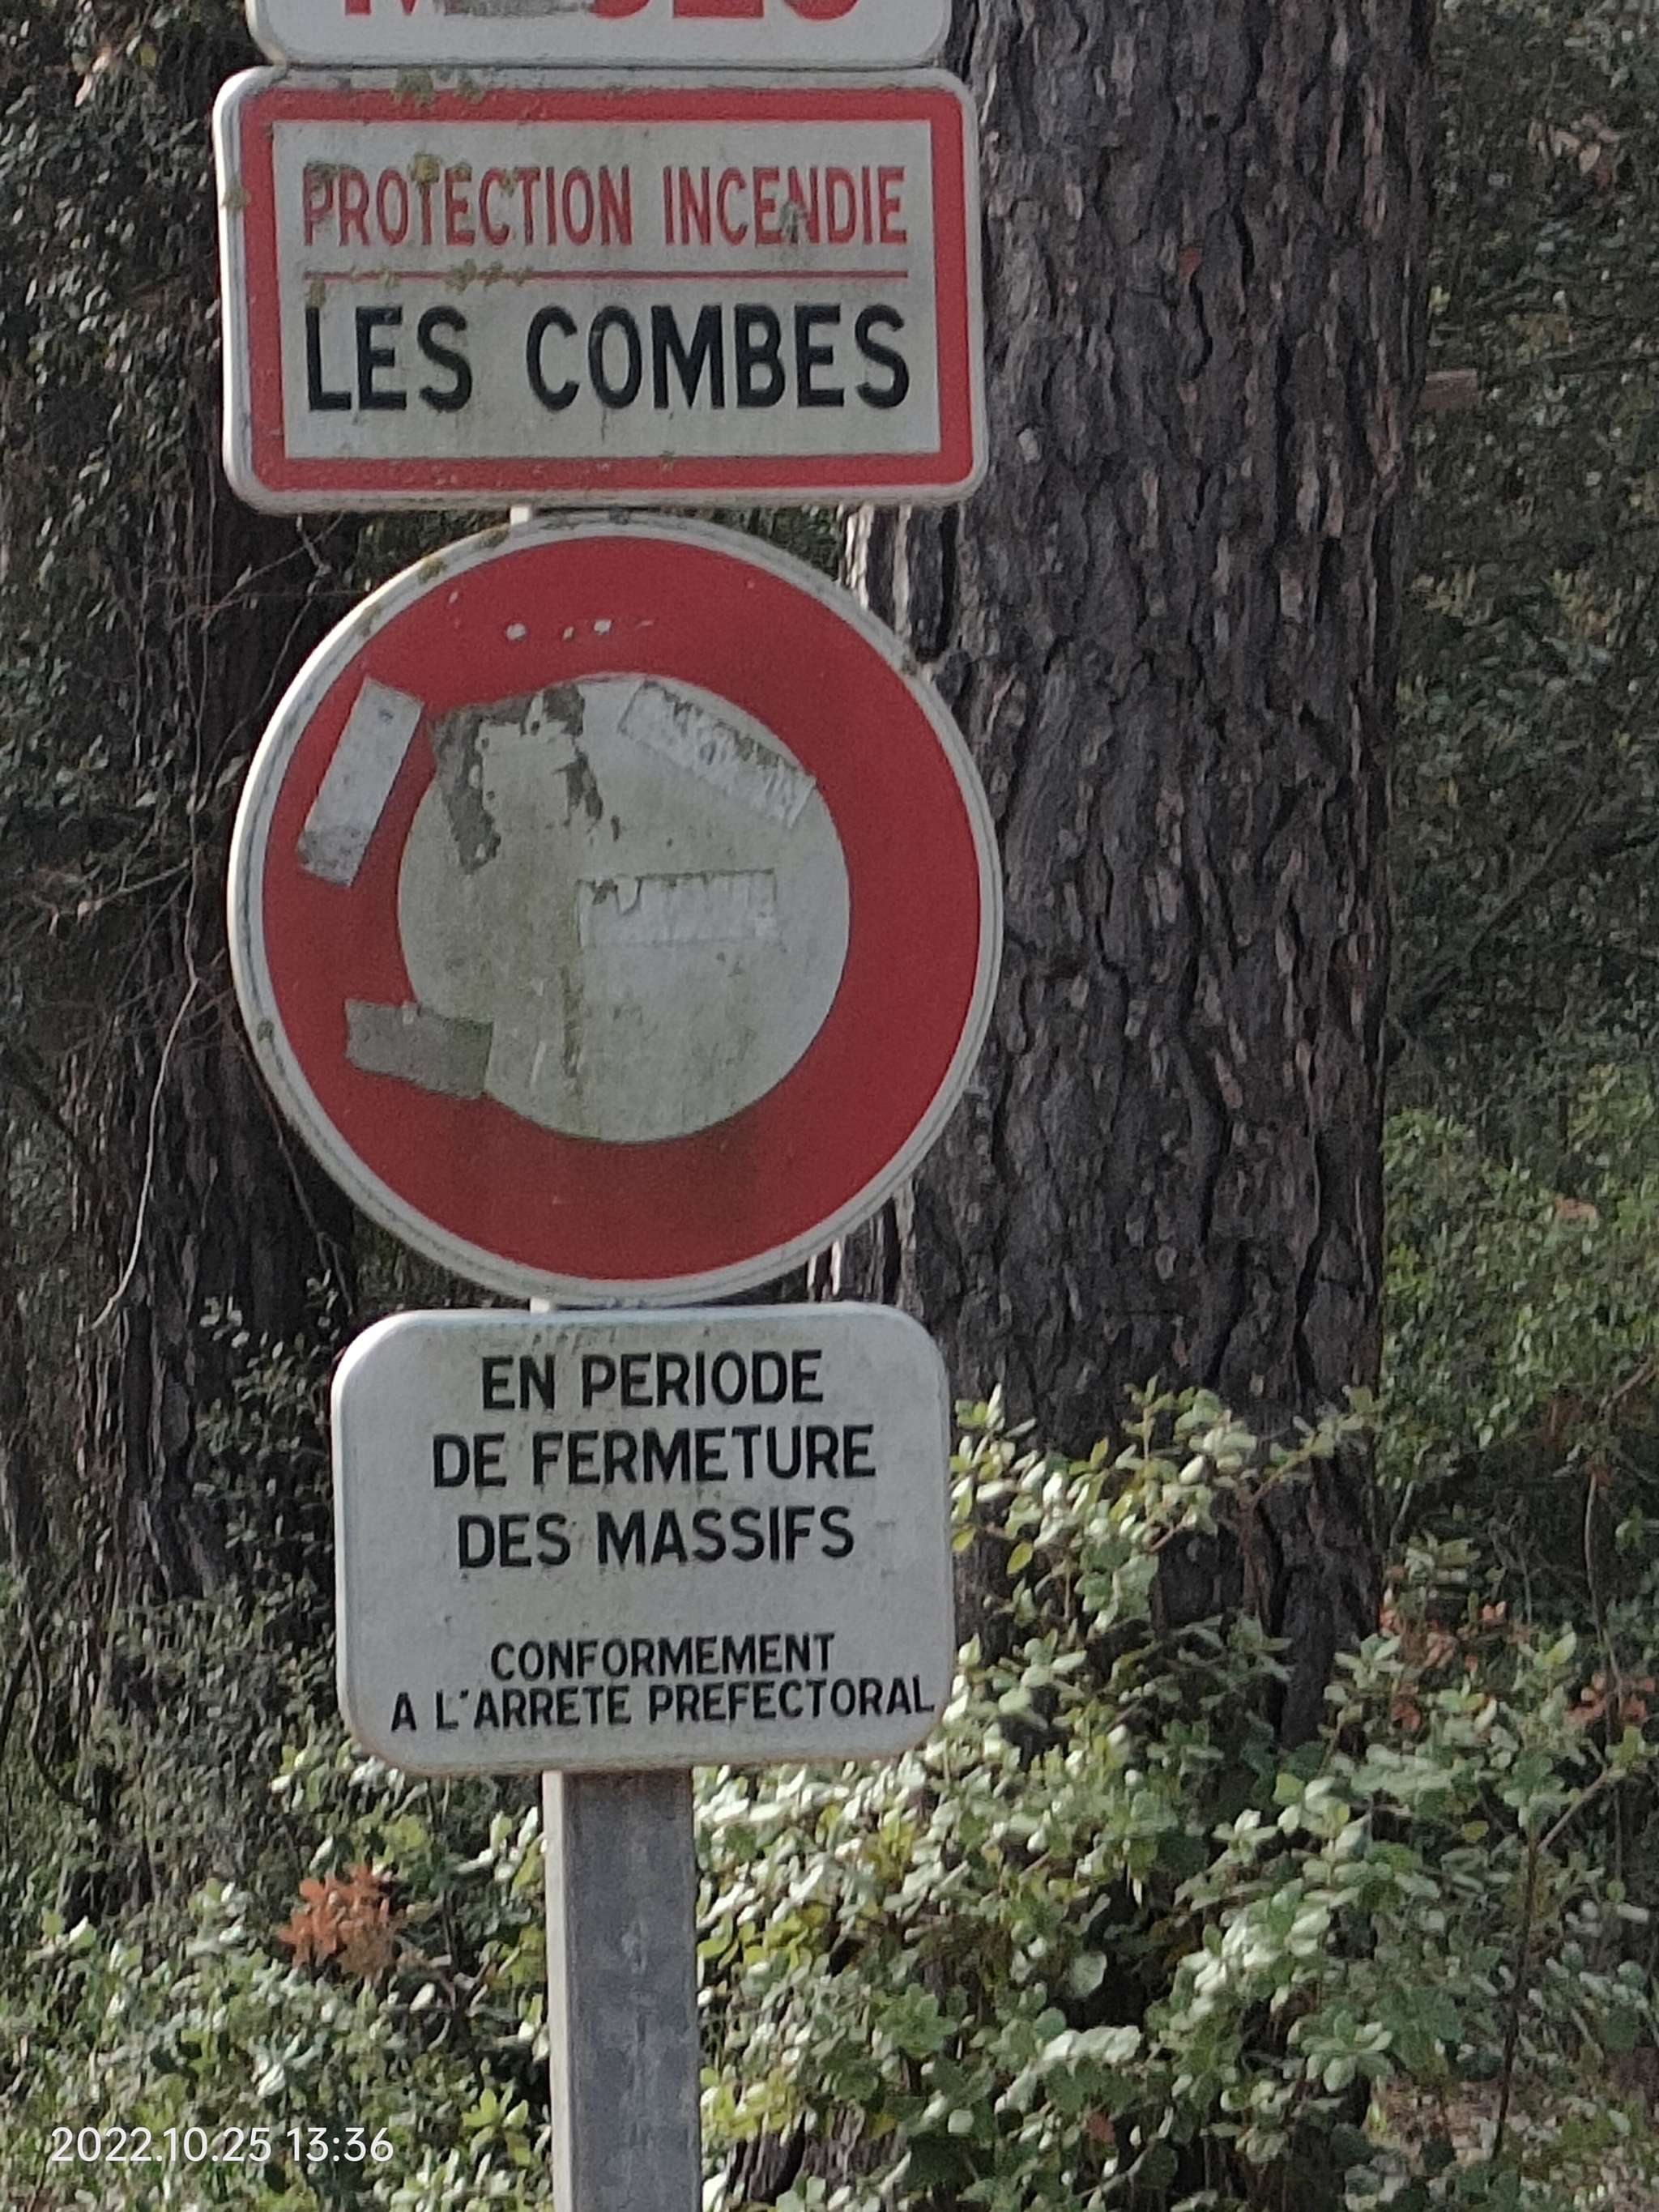 PROTECTION INCENDIE
LES COMBES
EN PERIODE
DE FERMETURE
DES MASSIFS
CONFORMEMENT
A L'ARRETE PREFECTORAL
2022.10.25 13:36